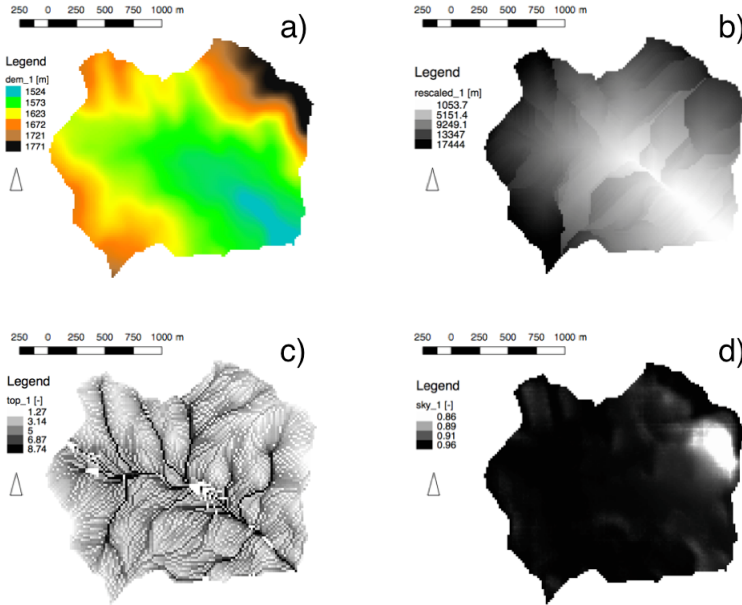 250 0 250 500 750 1000 m
a)
Legend
dem_1 [m]
1524
1573
1623
1672
1721
1771
250 0 250 500 750 1000 m
b)
Legend
rescaled_1 [m]
1053.7
5151.4
9249.1
13347
17444
250 0 250 500 750 1000 m
c)
Legend
top_1 [-]
1.27
3.14
5
6.87
8.74
250 0 250 500 750 1000 m
d)
Legend
sky_1 [-]
0.86
0.89
0.91
0.96